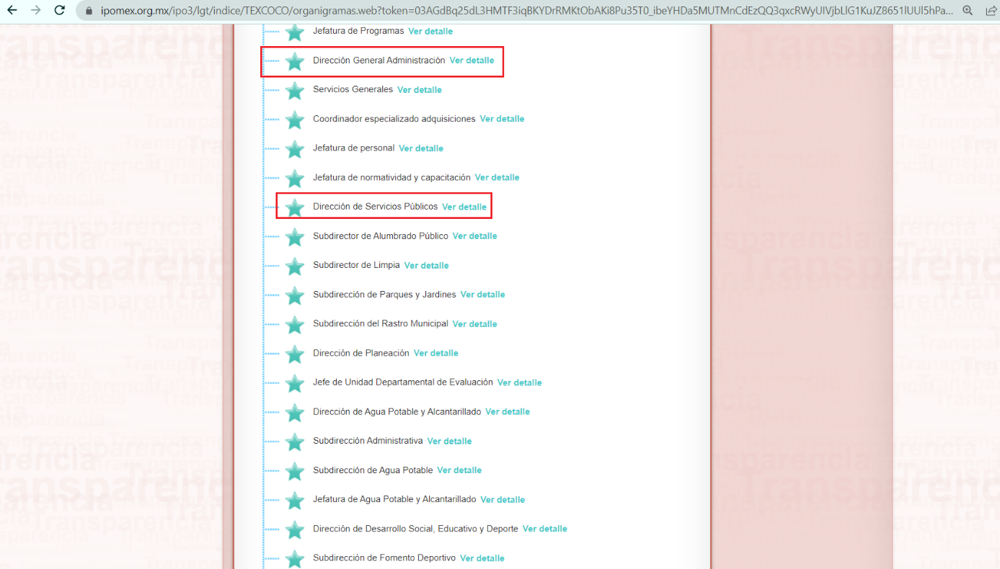 ipomex.org.mx/ipo3/lgt/indice/TEXCOCO/organigramas.web?token=03AGdBq25dL3HMTF3iqBKYDrRMKtObAKi8Pu35T0_ibeYHDa5MUTMnCdEzQQ3qxcRWyUIVjbLlG1KuJZ8651lUUl5hPa...
Jefatura de Programas Ver detalle
Dirección General Administración Ver detalle
Servicios Generales Ver detalle
Coordinador especializado adquisiciones Ver detalle
Jefatura de personal Ver detalle
Jefatura de normatividad y capacitación Ver detalle
Dirección de Servicios Públicos Ver detalle
Subdirector de Alumbrado Público Ver detalle
Subdirector de Limpia Ver detalle
Subdirección de Parques y Jardines Ver detalle
Subdirección del Rastro Municipal Ver detalle
Dirección de Planeación Ver detalle
Jefe de Unidad Departamental de Evaluación Ver detalle
Dirección de Agua Potable y Alcantarillado Ver detalle
Subdirección Administrativa Ver detalle
Subdirección de Agua Potable Ver detalle
Jefatura de Agua Potable y Alcantarillado Ver detalle
Dirección de Desarrollo Social, Educativo y Deporte Ver detalle
Subdirección de Fomento Deportivo Ver detalle